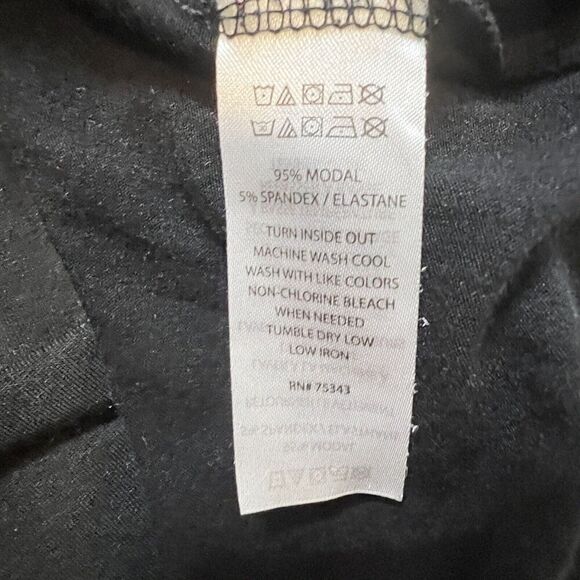 95% MODAL
5% SPANDEX / ELASTANE
TURN INSIDE OUT
MACHINE WASH COOL
WASH WITH LIKE COLORS
NON-CHLORINE BLEACH
WHEN NEEDED
TUMBLE DRY LOW
LOW IRON
RN# 75343